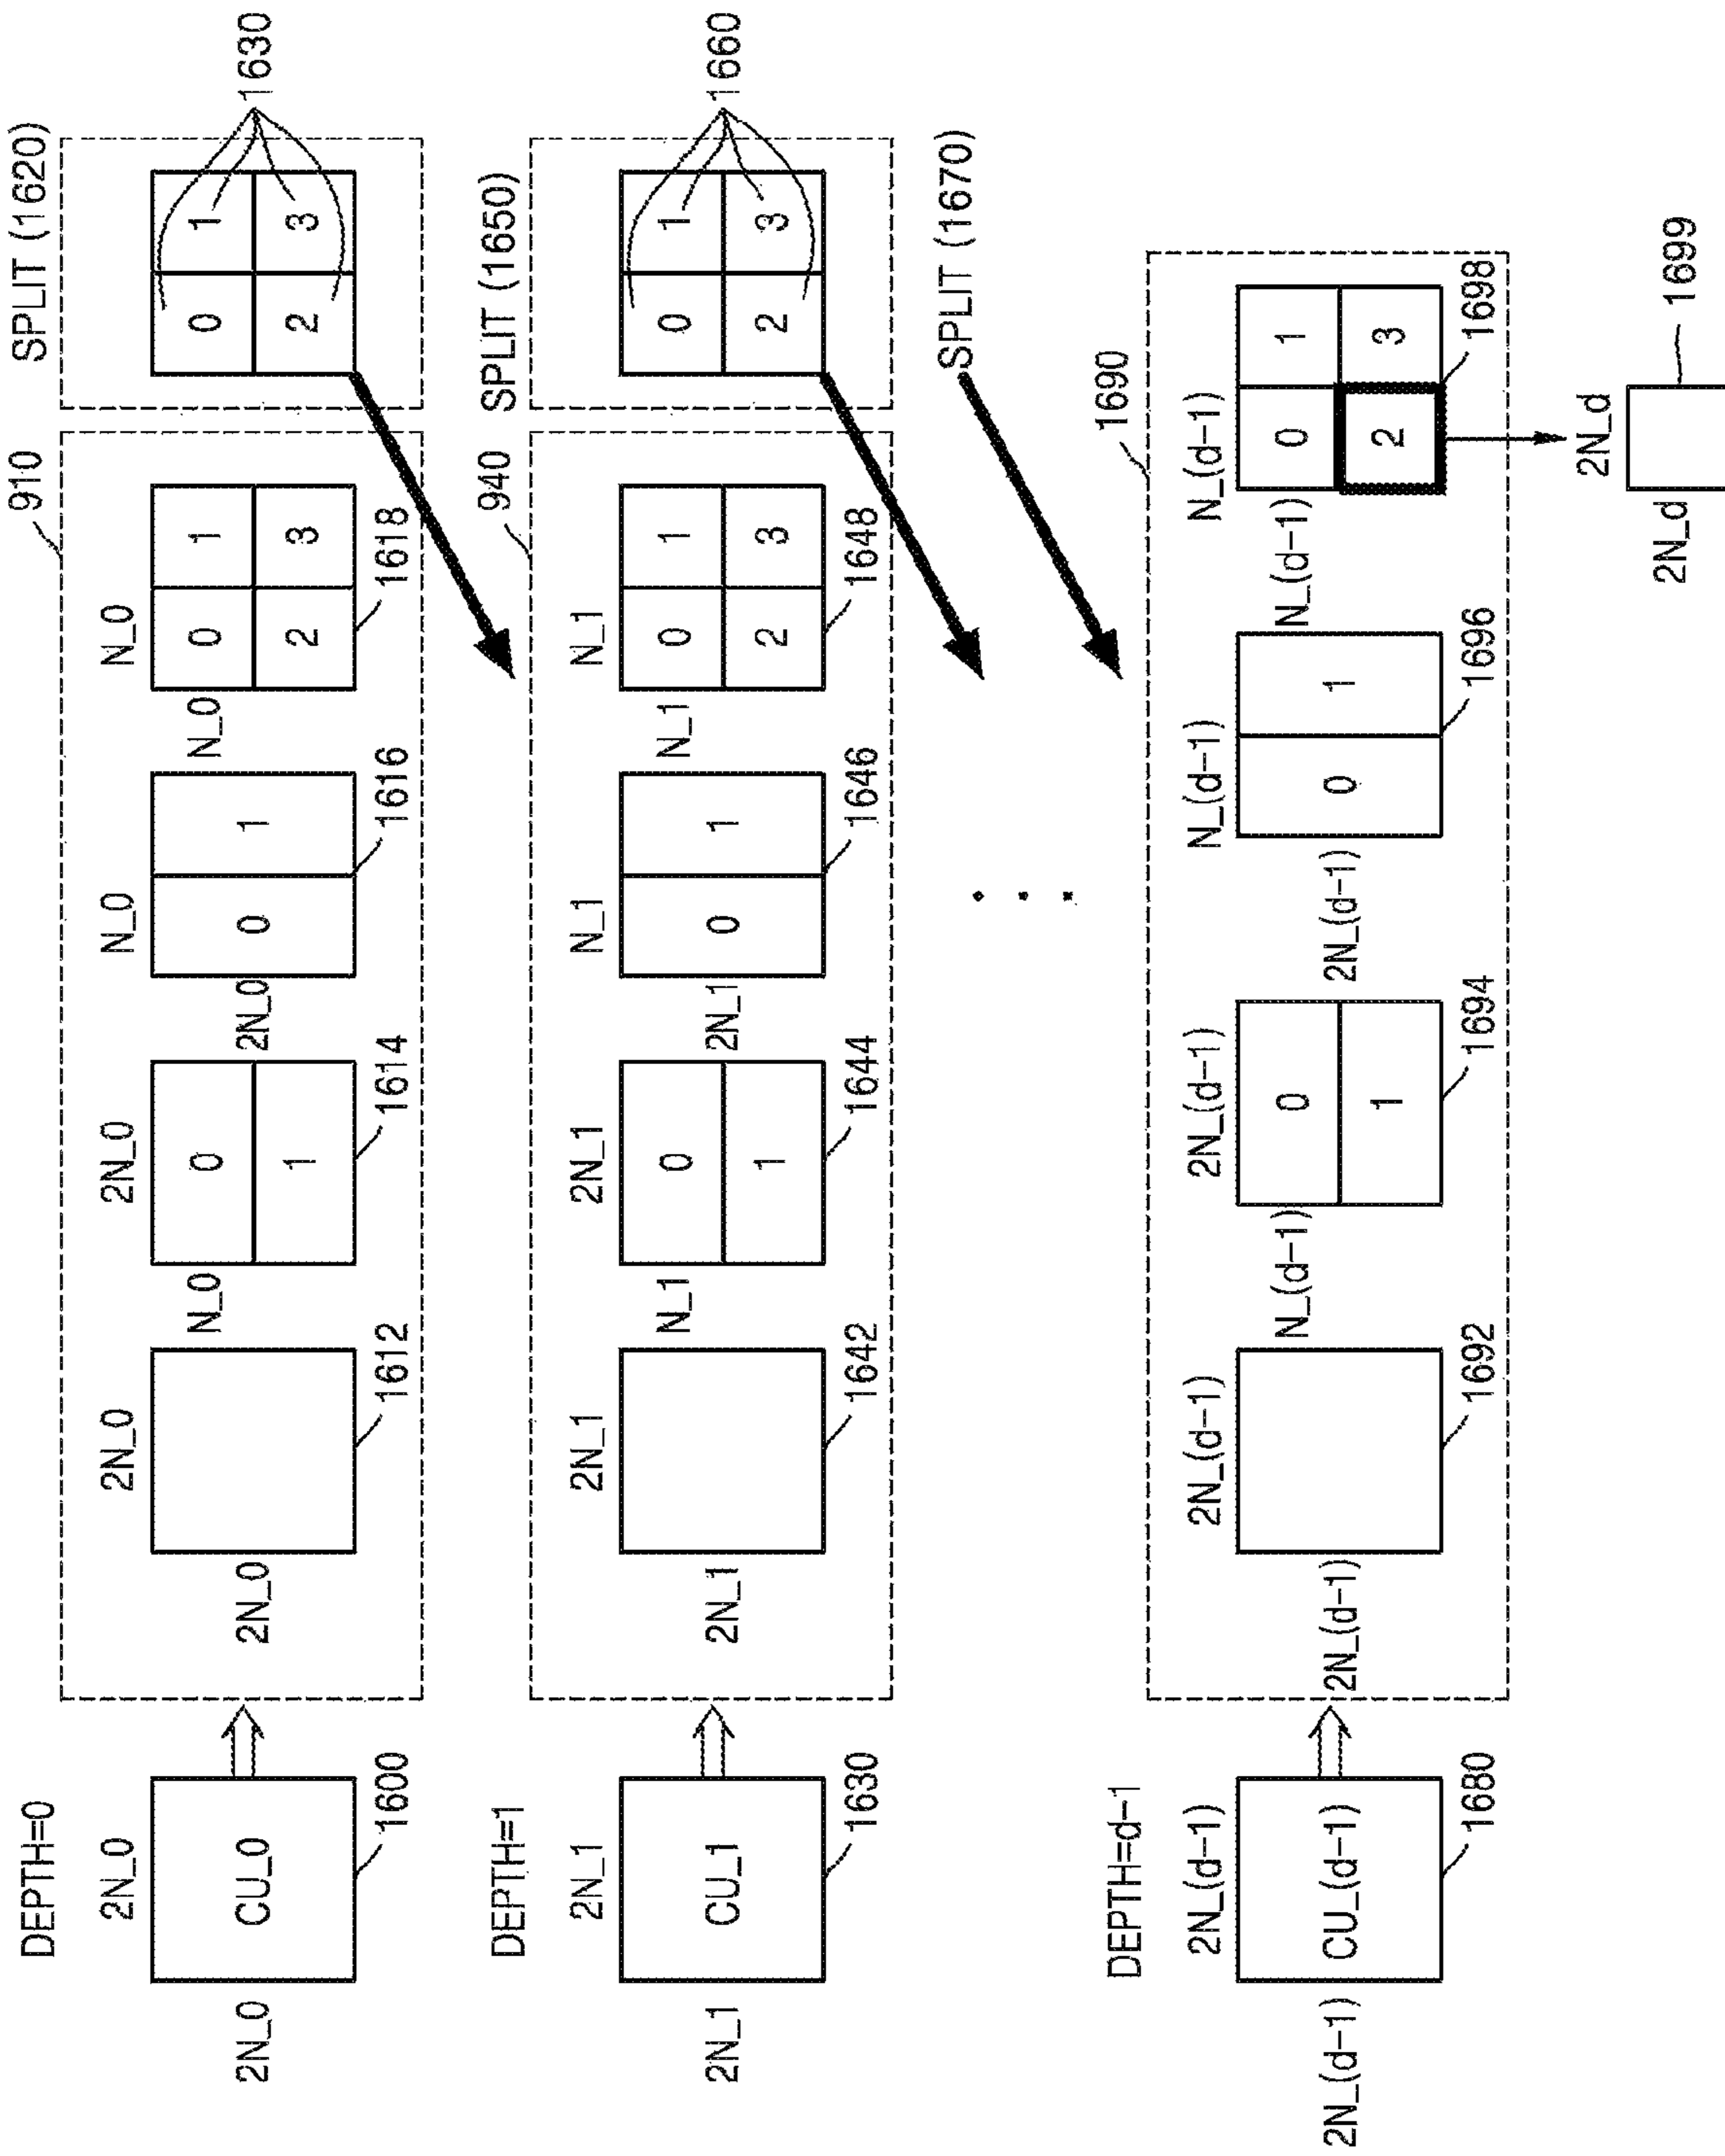 DEPTH=0
2N_0
2N_0
CU_0
1600
910
2N_0
2N_0
1612
2N_0
N_0
0
1
1614
N_0
2N_0
0
1
1616
N_0
N_0
0
1
2
3
1618
SPLIT (1620)
0
1
2
3
1630
DEPTH=1
2N_1
2N_1
CU_1
1630
940
2N_1
2N_1
1642
2N_1
N_1
0
1
1644
N_1
2N_1
0
1
1646
N_1
N_1
0
1
2
3
1648
SPLIT (1650)
0
1
2
3
1660
SPLIT (1670)
DEPTH=d-1
2N_(d-1)
2N_(d-1)
CU_(d-1)
1680
1690
2N_(d-1)
2N_(d-1)
1692
2N_(d-1)
N_(d-1)
0
1
1694
N_(d-1)
2N_(d-1)
0
1
1696
N_(d-1)
N_(d-1)
0
1
2
3
1698
2N_d
2N_d
1699